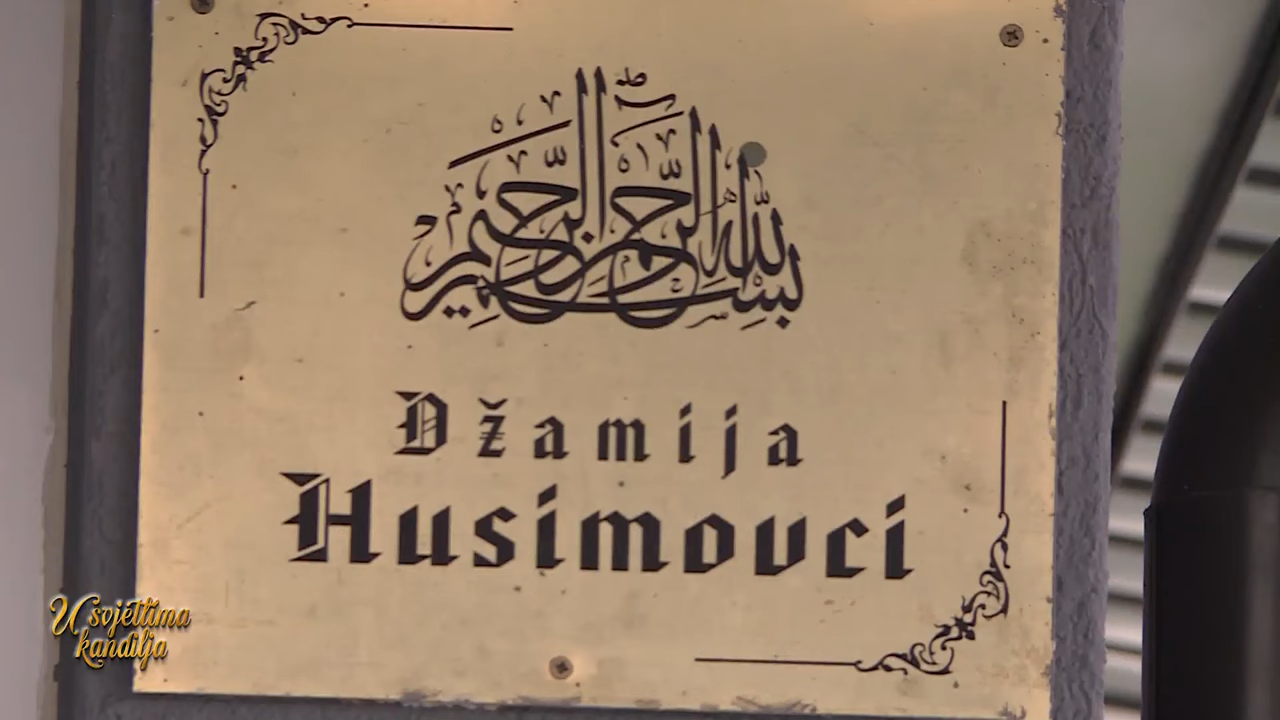 بسم الله الرحمن الرحيم
Džamija
Husimovci
U svjetlima
kandilja